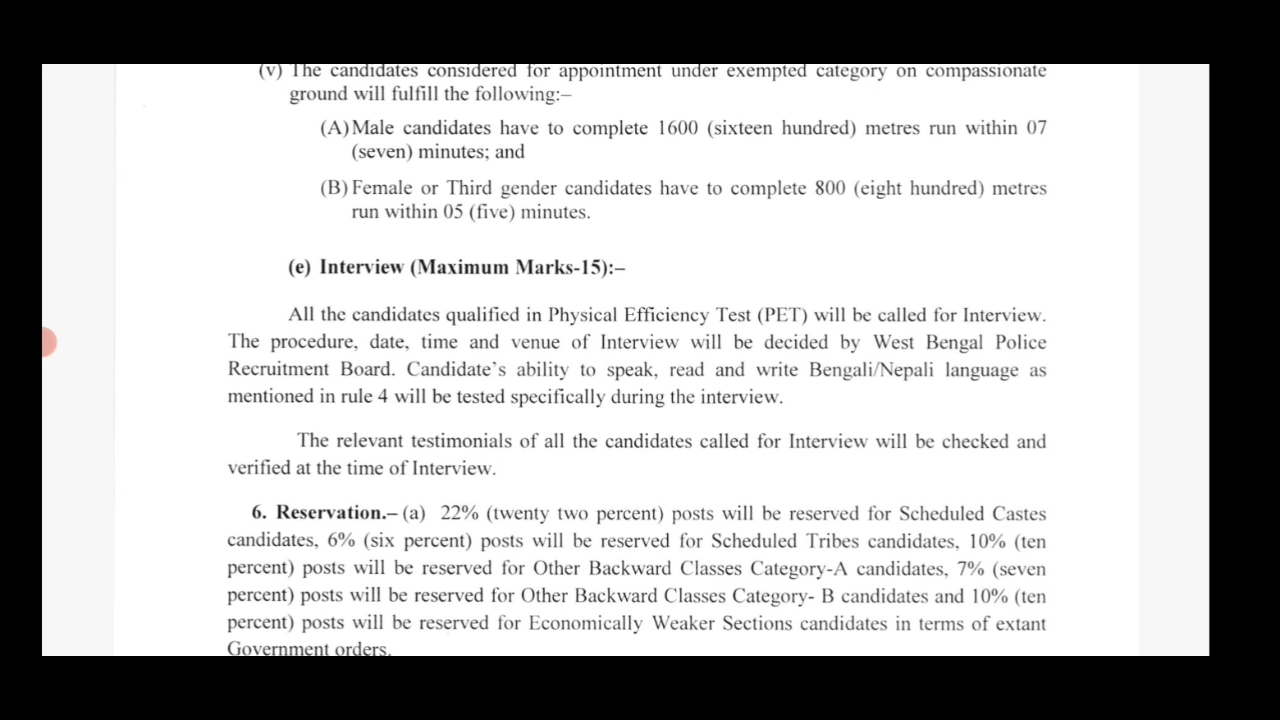 (v) The candidates considered for appointment under exempted category on compassionate
ground will fulfill the following:–
(A) Male candidates have to complete 1600 (sixteen hundred) metres run within 07
(seven) minutes; and
(B) Female or Third gender candidates have to complete 800 (eight hundred) metres
run within 05 (five) minutes.
(e) Interview (Maximum Marks-15):–
All the candidates qualified in Physical Efficiency Test (PET) will be called for Interview.
The procedure, date, time and venue of Interview will be decided by West Bengal Police
Recruitment Board. Candidate's ability to speak, read and write Bengali/Nepali language as
mentioned in rule 4 will be tested specifically during the interview.
The relevant testimonials of all the candidates called for Interview will be checked and
verified at the time of Interview.
6. Reservation.– (a) 22% (twenty two percent) posts will be reserved for Scheduled Castes
candidates, 6% (six percent) posts will be reserved for Scheduled Tribes candidates, 10% (ten
percent) posts will be reserved for Other Backward Classes Category-A candidates, 7% (seven
percent) posts will be reserved for Other Backward Classes Category- B candidates and 10% (ten
percent) posts will be reserved for Economically Weaker Sections candidates in terms of extant
Government orders.